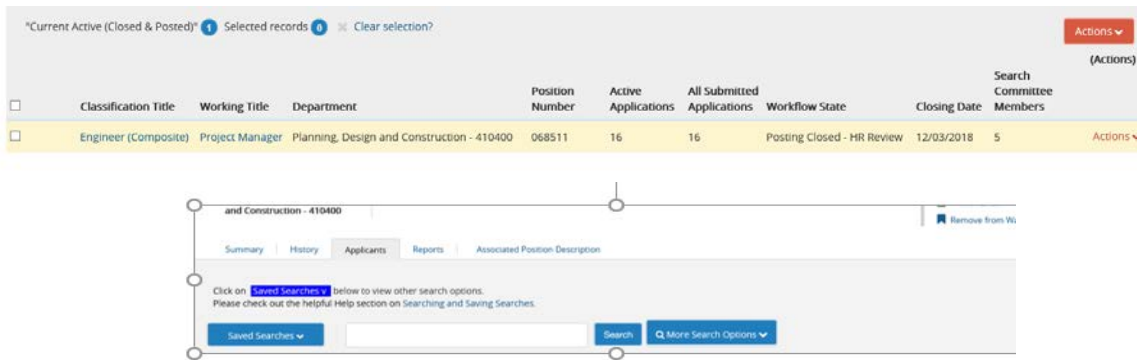 "Current Active (Closed & Posted)" 1 Selected records 0 Clear selection?
Actions
(Actions)
Classification Title Working Title Department Position Number Active Applications All Submitted Applications Workflow State Closing Date Search Committee Members
Engineer (Composite) Project Manager Planning, Design and Construction - 410400 068511 16 16 Posting Closed - HR Review 12/03/2018 5 Actions
and Construction - 410400
Remove from
Summary History Applicants Reports Associated Position Description
Click on Saved Searches v below to view other search options.
Please check out the helpful Help section on Searching and Saving Searches.
Saved Searches Search More Search Options